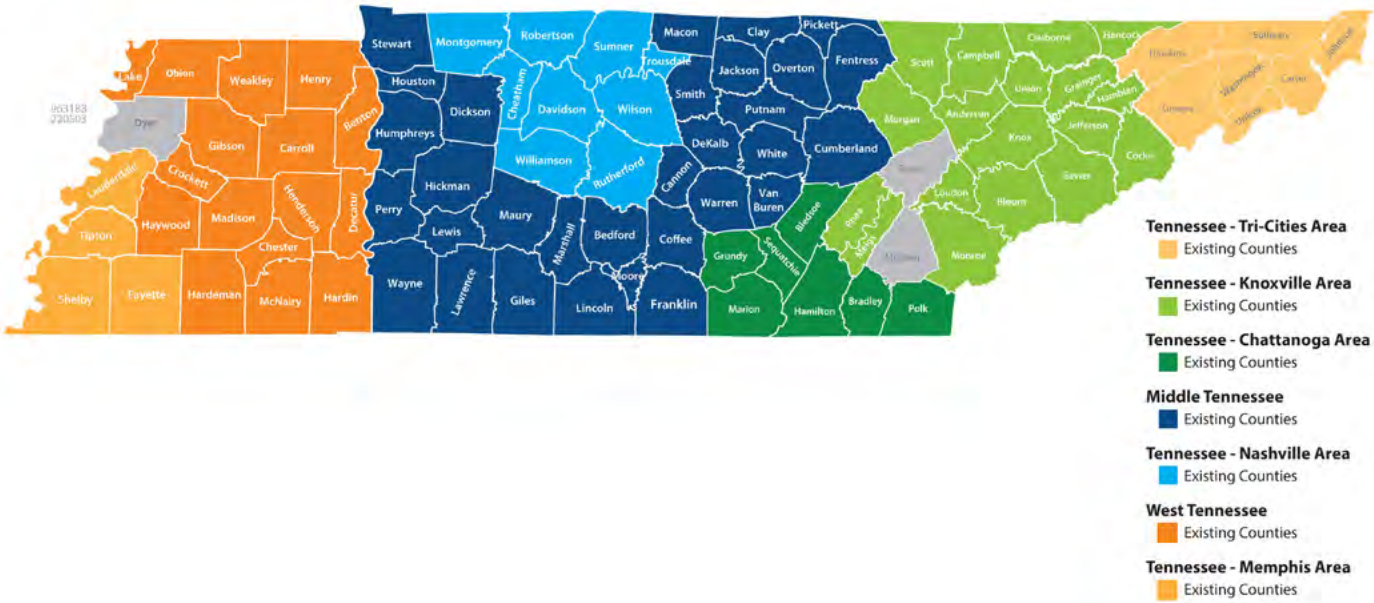 Stewart
Montgomery
Robertson
Sumner
Macon
Clay
Pickett
Trousdale
Fentress
Scott
Campbell
Claiborne
Hancock
Hawkins
Sullivan
Johnson
Lake
Obion
Weakley
Henry
Houston
Cheatham
Jackson
Overton
Union
Grainger
Hamblen
Washington
Carter
Greene
Unicoi
963183
230503
Dyer
Benton
Dickson
Davidson
Wilson
Smith
Putnam
Morgan
Anderson
Knox
Jefferson
Gibson
Carroll
Humphreys
Williamson
Rutherford
DeKalb
White
Cumberland
Cocke
Lauderdale
Crockett
Henderson
Decatur
Hickman
Cannon
Warren
Van
Buren
Bledsoe
Loudon
Sevier
Haywood
Madison
Perry
Maury
Tipton
Chester
Lewis
Marshall
Bedford
Coffee
Grundy
Sequatchie
Meigs
Monroe
Shelby
Fayette
Hardeman
McNairy
Hardin
Wayne
Lawrence
Giles
Lincoln
Moore
Franklin
Marion
Hamilton
Bradley
Polk
Tennessee - Tri-Cities Area
Existing Counties
Tennessee - Knoxville Area
Existing Counties
Tennessee - Chattanoga Area
Existing Counties
Middle Tennessee
Existing Counties
Tennessee - Nashville Area
Existing Counties
West Tennessee
Existing Counties
Tennessee - Memphis Area
Existing Counties